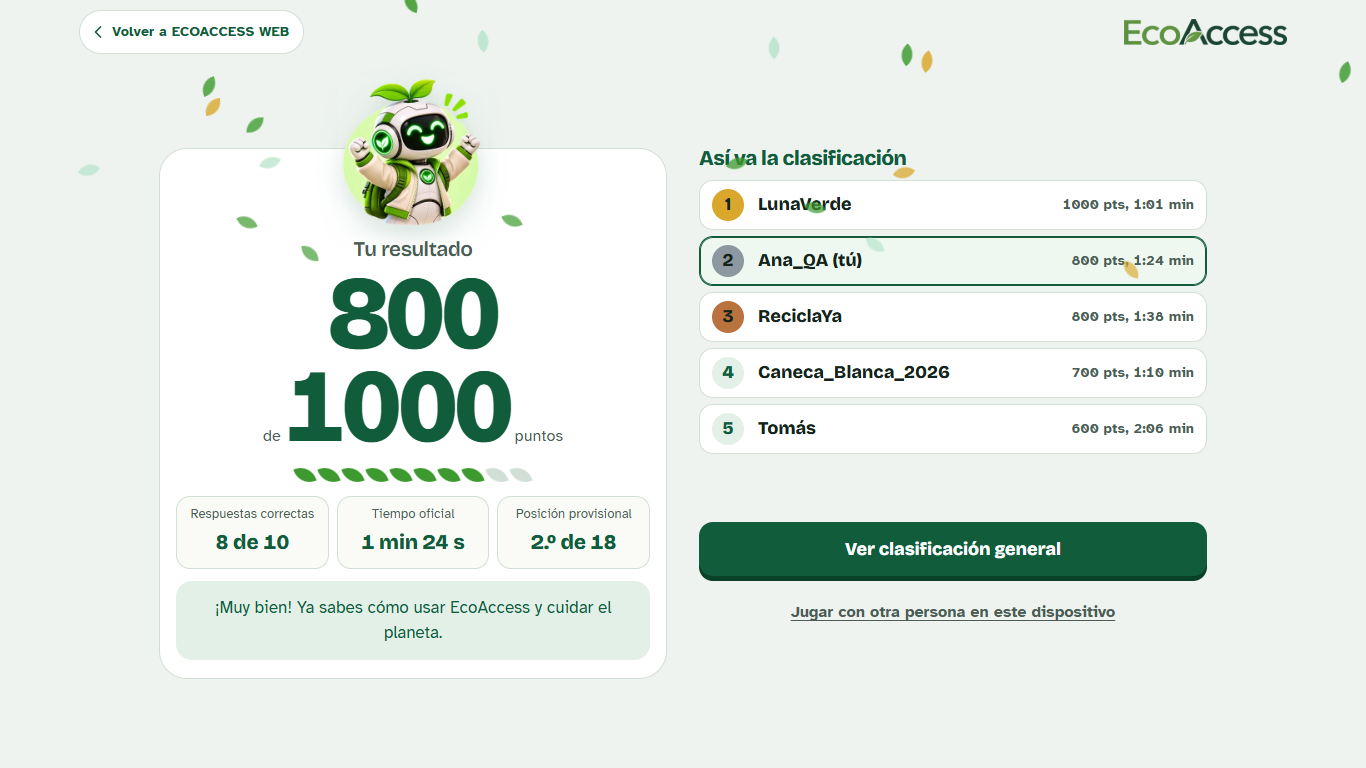 Volver a ECOACCESS WEB
EcoAccess
Tu resultado
800
de 1000 puntos
Respuestas correctas
8 de 10
Tiempo oficial
1 min 24 s
Posición provisional
2.º de 18
¡Muy bien! Ya sabes cómo usar EcoAccess y cuidar el
planeta.
Así va la clasificación
1 LunaVerde 1000 pts, 1:01 min
2 Ana_QA (tú) 800 pts, 1:24 min
3 ReciclaYa 800 pts, 1:38 min
4 Caneca_Blanca_2026 700 pts, 1:10 min
5 Tomás 600 pts, 2:06 min
Ver clasificación general
Jugar con otra persona en este dispositivo